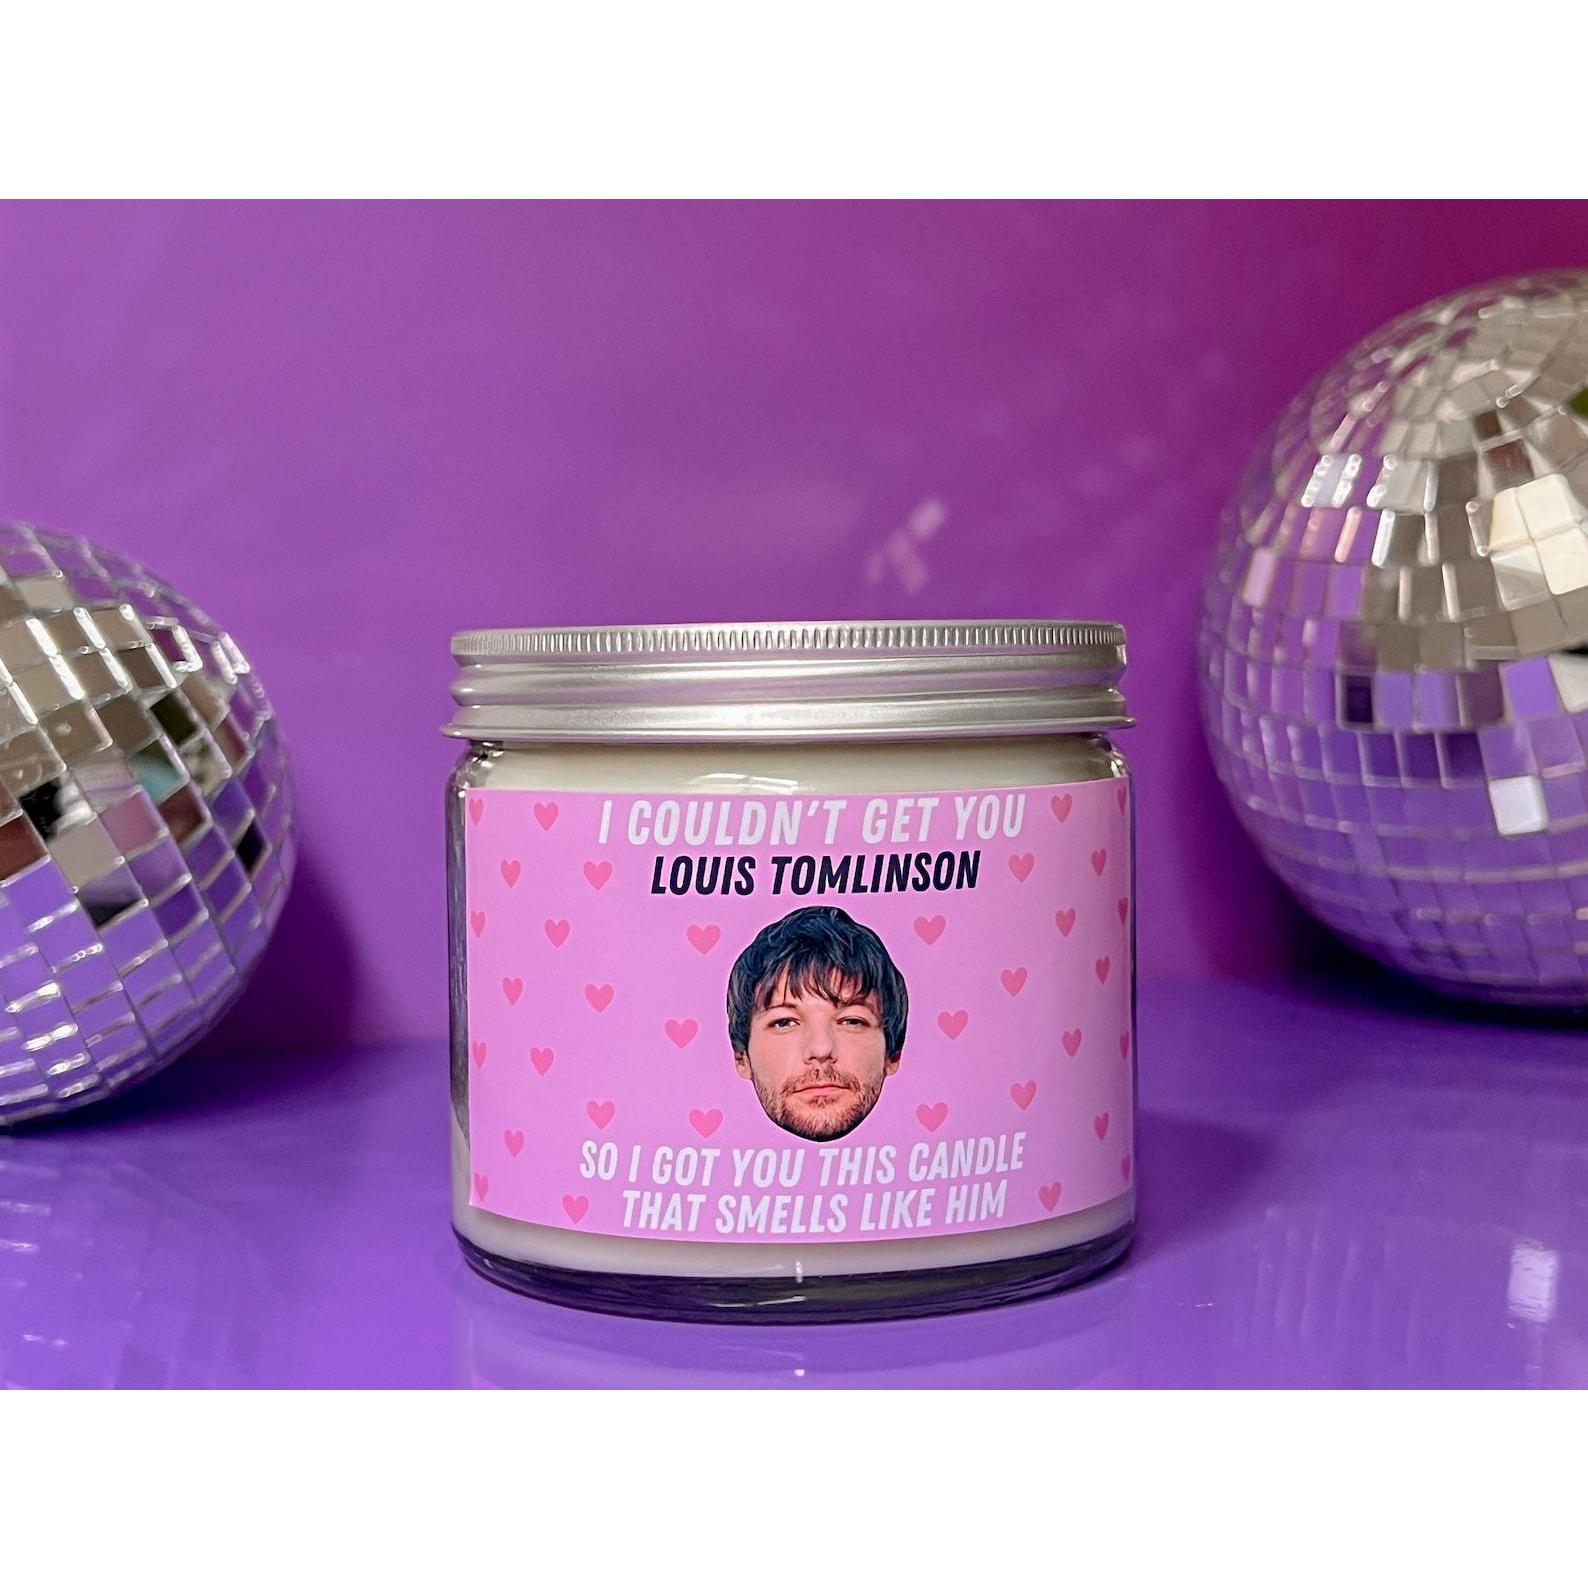 I COULDN'T GET YOU
LOUIS TOMLINSON
SO I GOT YOU THIS CANDLE
THAT SMELLS LIKE HIM